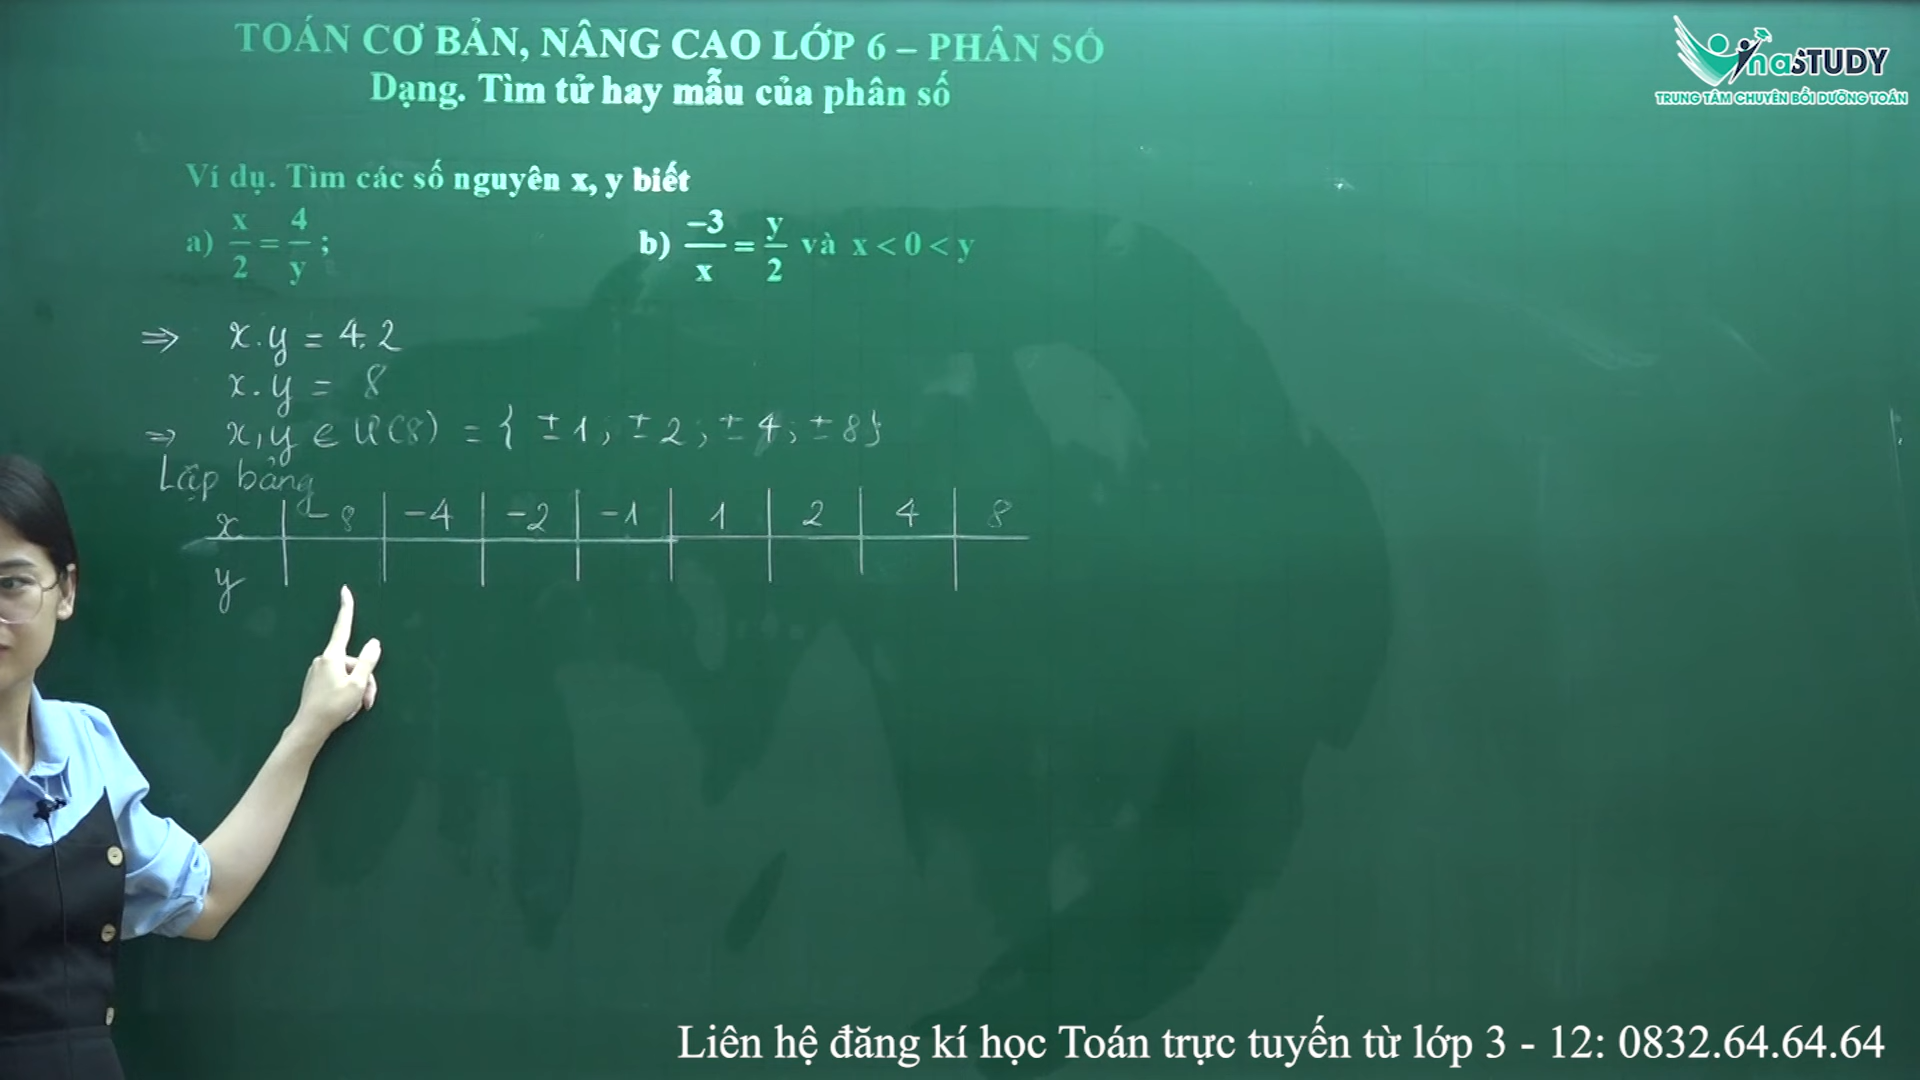 TOÁN CƠ BẢN, NÂNG CAO LỚP 6 – PHÂN SỐ
Dạng. Tìm tử hay mẫu của phân số
inaSTUDY
TRUNG TÂM CHUYÊN BỒI DƯỠNG TOÁN
Ví dụ. Tìm các số nguyên x, y biết
a) x/2 = 4/y ; b) −3/x = y/2 và x < 0 < y
⇒ x.y = 4.2
x.y = 8
⇒ x,y ∈ Ư(8) = { ±1 ; ±2 ; ±4 ; ±8}
Lập bảng
x | −8 | −4 | −2 | −1 | 1 | 2 | 4 | 8
y
Liên hệ đăng kí học Toán trực tuyến từ lớp 3 - 12: 0832.64.64.64